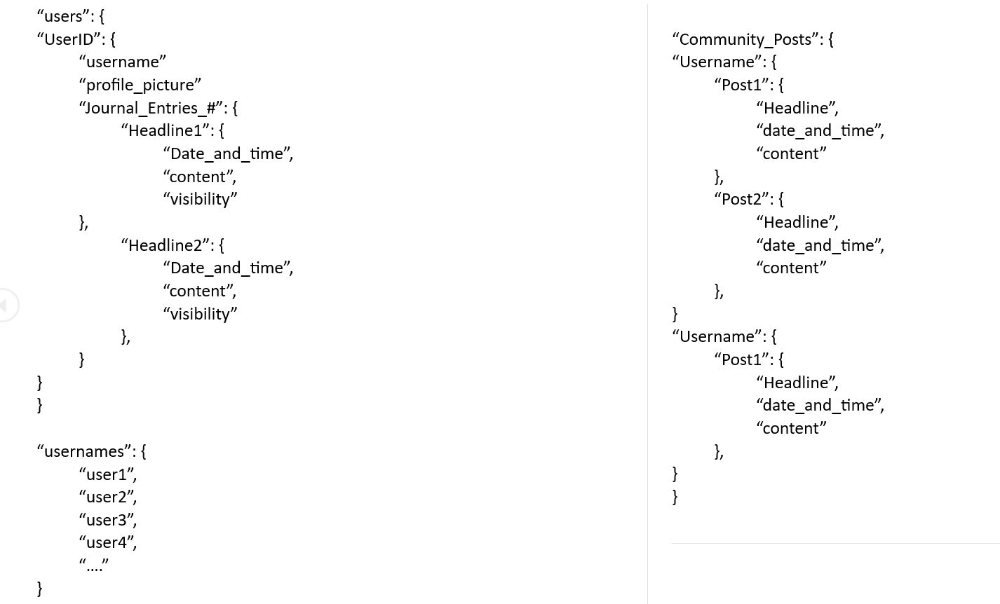 “users”: {
“UserID”: {
“username”
“profile_picture”
“Journal_Entries_#”: {
“Headline1”: {
“Date_and_time”,
“content”,
“visibility”
},
“Headline2”: {
“Date_and_time”,
“content”,
“visibility”
},
}
}
}
“usernames”: {
“user1”,
“user2”,
“user3”,
“user4”,
“....”
}
“Community_Posts”: {
“Username”: {
“Post1”: {
“Headline”,
“date_and_time”,
“content”
},
“Post2”: {
“Headline”,
“date_and_time”,
“content”
},
}
“Username”: {
“Post1”: {
“Headline”,
“date_and_time”,
“content”
},
}
}